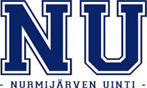 NU
- NURMIJÄRVEN UINTI -